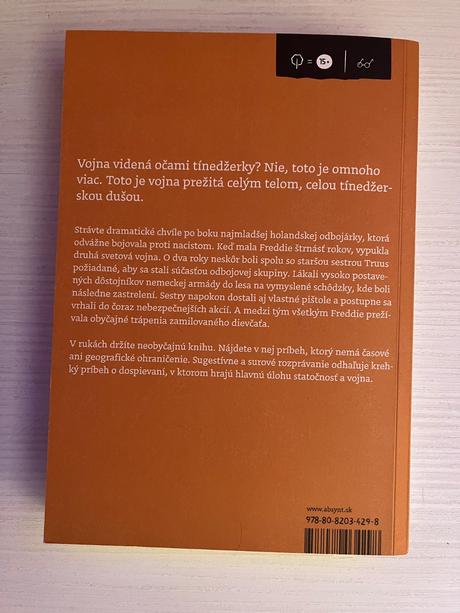 = 15+
Vojna videná očami tínedžerky? Nie, toto je omnoho
viac. Toto je vojna prežitá celým telom, celou tínedžer-
skou dušou.
Strávte dramatické chvíle po boku najmladšej holandskej odbojárky, ktorá
odvážne bojovala proti nacistom. Keď mala Freddie štrnásť rokov, vypukla
druhá svetová vojna. O dva roky neskôr boli spolu so staršou sestrou Truus
požiadané, aby sa stali súčasťou odbojovej skupiny. Lákali vysoko postave-
ných dôstojníkov nemeckej armády do lesa na vymyslené schôdzky, kde boli
následne zastrelení. Sestry napokon dostali aj vlastné pištole a postupne sa
vrhali do čoraz nebezpečnejších akcií. A medzi tým všetkým Freddie preží-
vala obyčajné trápenia zamilovaného dievčaťa.
V rukách držíte neobyčajnú knihu. Nájdete v nej príbeh, ktorý nemá časové
ani geografické ohraničenie. Sugestívne a surové rozprávanie odhaľuje kreh-
ký príbeh o dospievaní, v ktorom hrajú hlavnú úlohu statočnosť a vojna.
www.absynt.sk
978-80-8203-429-8